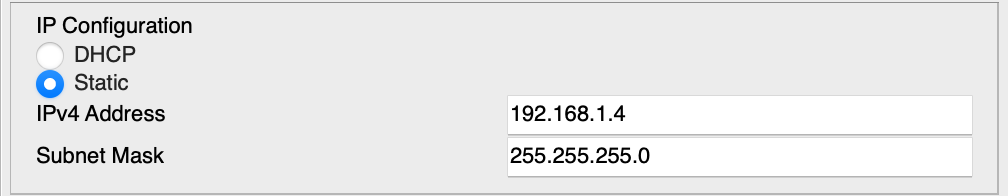 IP Configuration
DHCP
Static
IPv4 Address 192.168.1.4
Subnet Mask 255.255.255.0